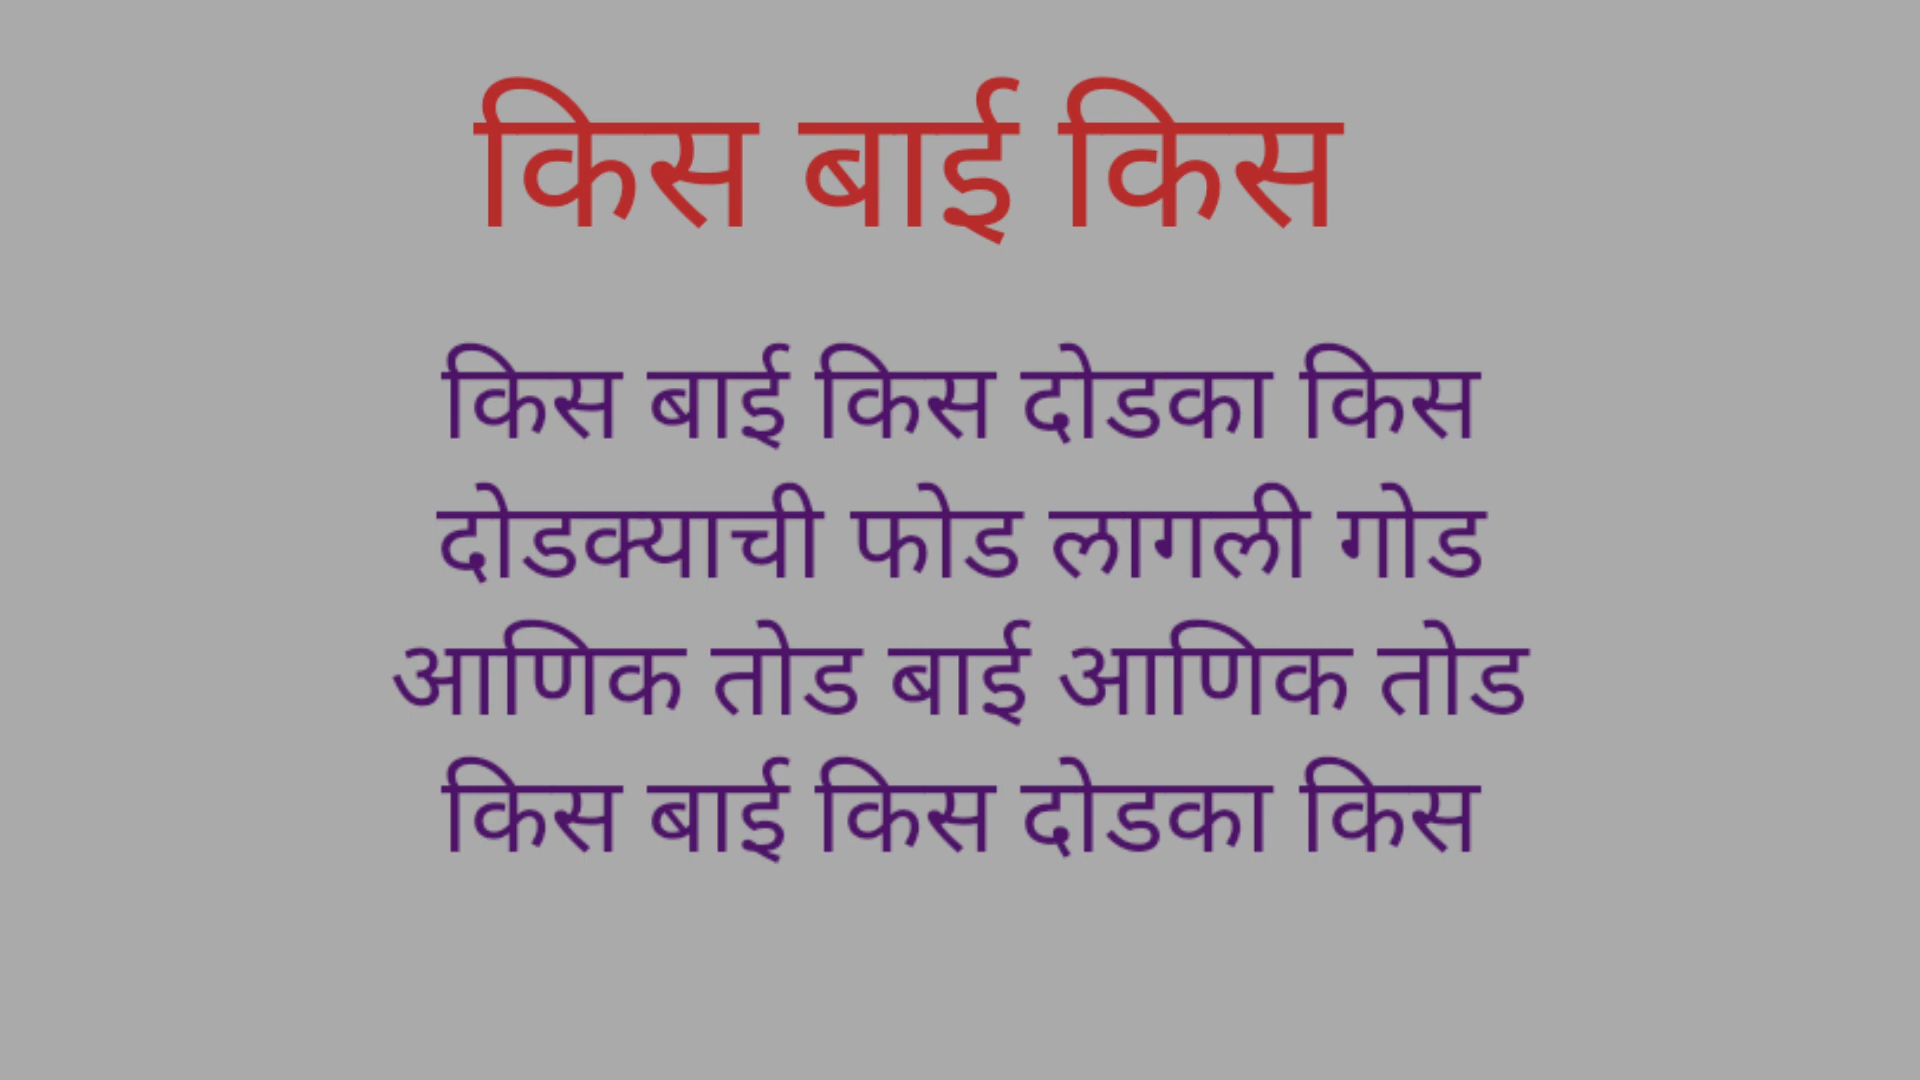 किस बाई किस
किस बाई किस दोडका किस
दोडक्याची फोड लागली गोड
आणिक तोड बाई आणिक तोड
किस बाई किस दोडका किस